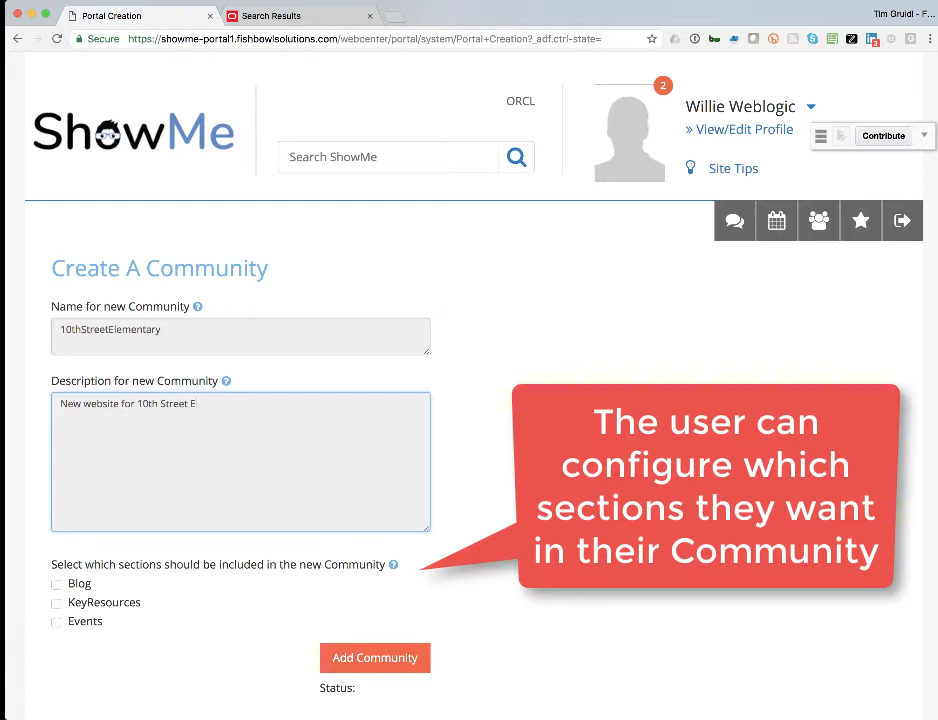 Portal Creation
Search Results
Tim Gruidl - F...
Secure
https://showme-portal1.fishbowlsolutions.com/webcenter/portal/system/Portal+Creation?_adf.ctrl-state=
ShowMe
ORCL
Search ShowMe
2
Willie Weblogic
» View/Edit Profile
Site Tips
Contribute
Create A Community
Name for new Community
10thStreetElementary
Description for new Community
New website for 10th Street E
The user can
configure which
sections they want
in their Community
Select which sections should be included in the new Community
Blog
KeyResources
Events
Add Community
Status: